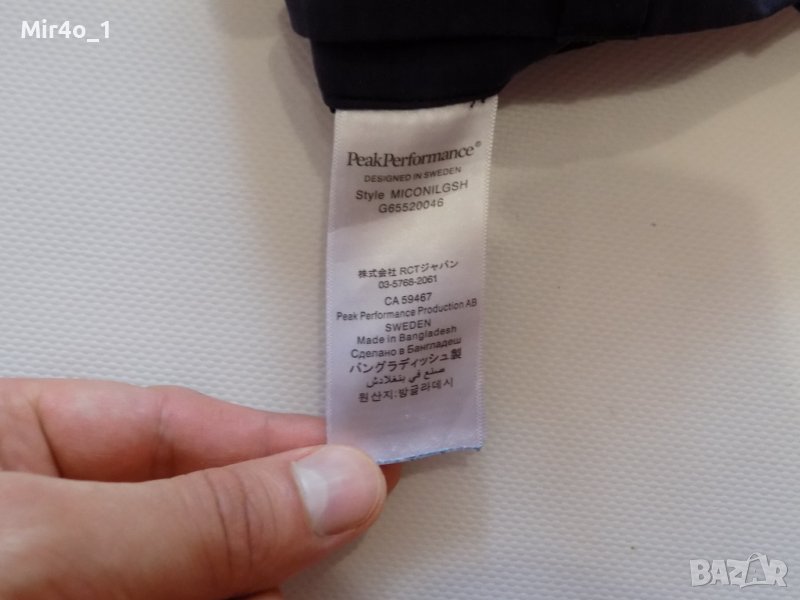 Mir4o_1
PeakPerformance®
DESIGNED IN SWEDEN
Style MICONILGSH
G65520046
株式会社 RCTジャパン
03-5768-2061
CA 59467
Peak Performance Production AB
SWEDEN
Made in Bangladesh
Сделано в Бангладеш
バングラディッシュ製
صنع في بنغلادش
원산지:방글라데시
BAZAR